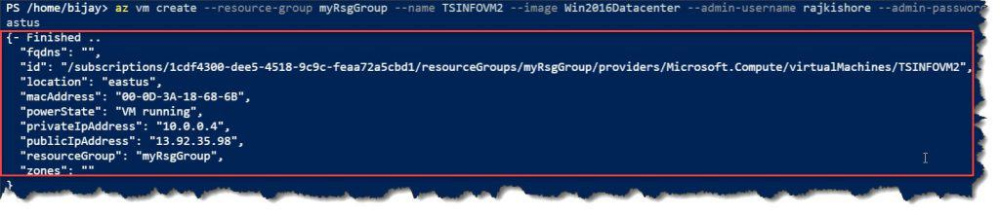 PS /home/bijay> az vm create --resource-group myRsgGroup --name TSINFOVM2 --image Win2016Datacenter --admin-username rajkishore --admin-password
astus
{- Finished ..
"fqdns": "",
"id": "/subscriptions/1cdf4300-dee5-4518-9c9c-feaa72a5cbd1/resourceGroups/myRsgGroup/providers/Microsoft.Compute/virtualMachines/TSINFOVM2",
"location": "eastus",
"macAddress": "00-0D-3A-18-68-6B",
"powerState": "VM running",
"privateIpAddress": "10.0.0.4",
"publicIpAddress": "13.92.35.98",
"resourceGroup": "myRsgGroup",
"zones": ""
}